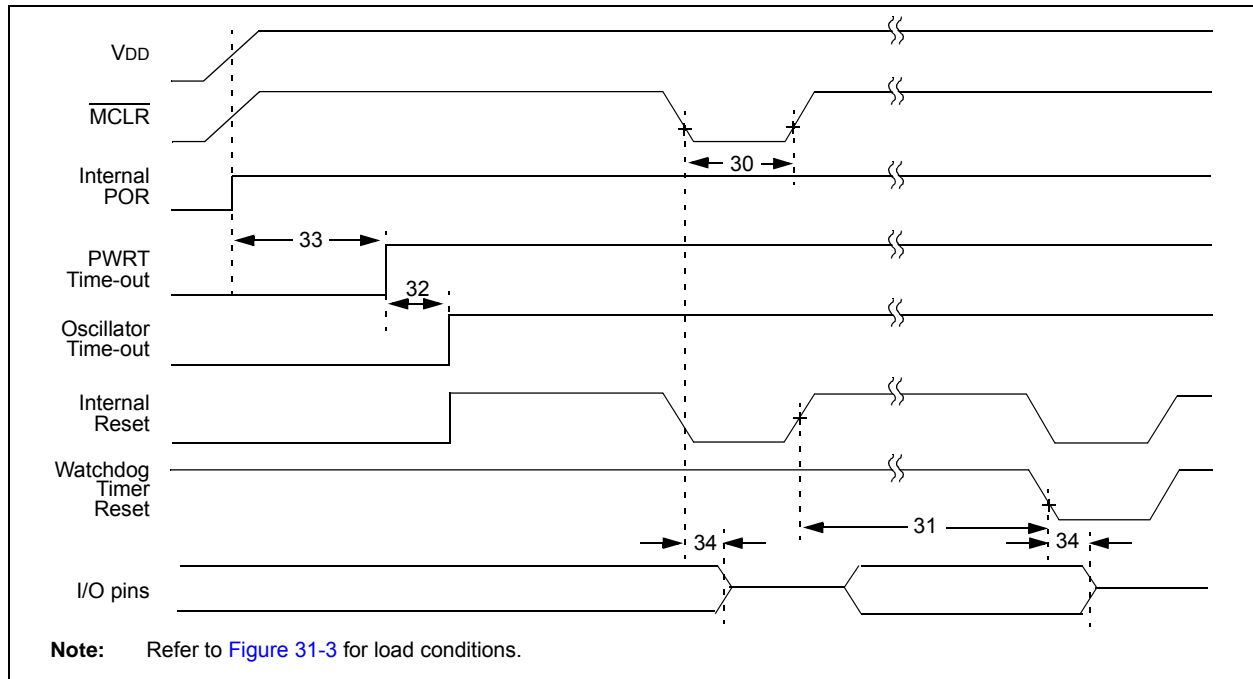 VDD
MCLR
30
Internal
POR
33
PWRT
Time-out
32
Oscillator
Time-out
Internal
Reset
Watchdog
Timer
Reset
31
34
34
I/O pins
Note: Refer to Figure 31-3 for load conditions.